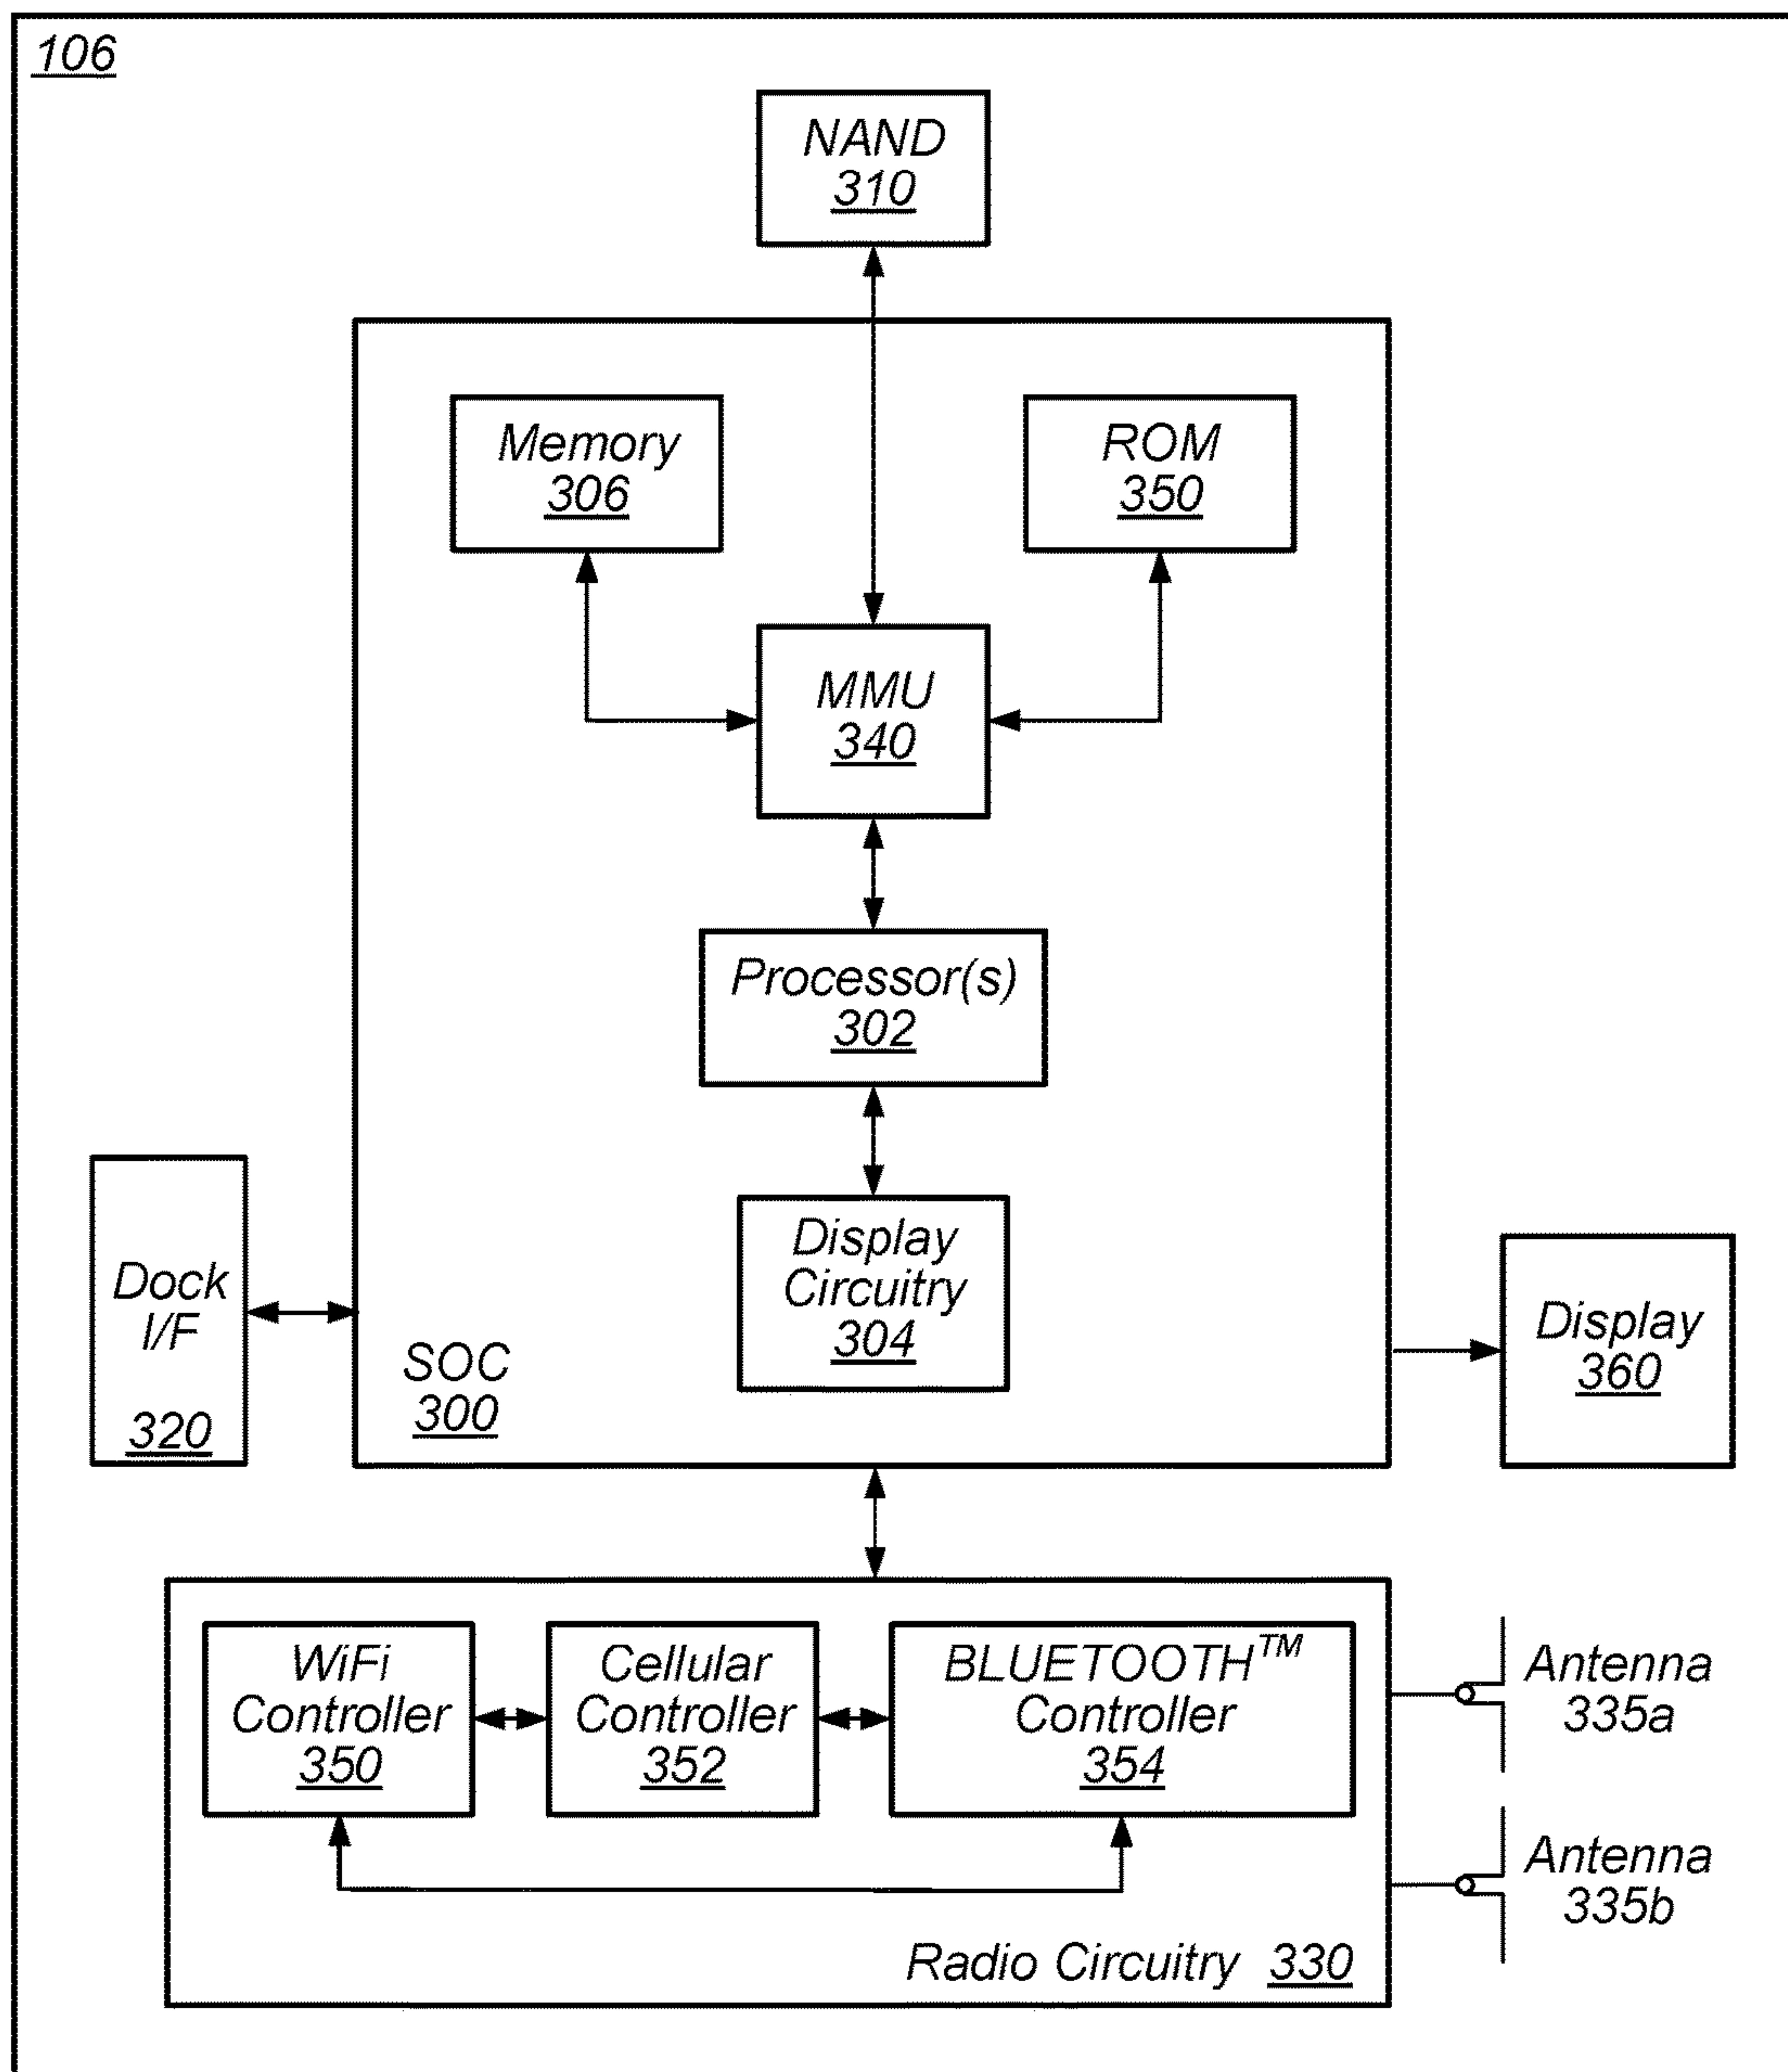 106
NAND
310
Memory
306
ROM
350
MMU
340
Processor(s)
302
Display
Circuitry
304
Dock
I/F
320
SOC
300
Display
360
WiFi
Controller
350
Cellular
Controller
352
BLUETOOTH™
Controller
354
Antenna
335a
Antenna
335b
Radio Circuitry 330